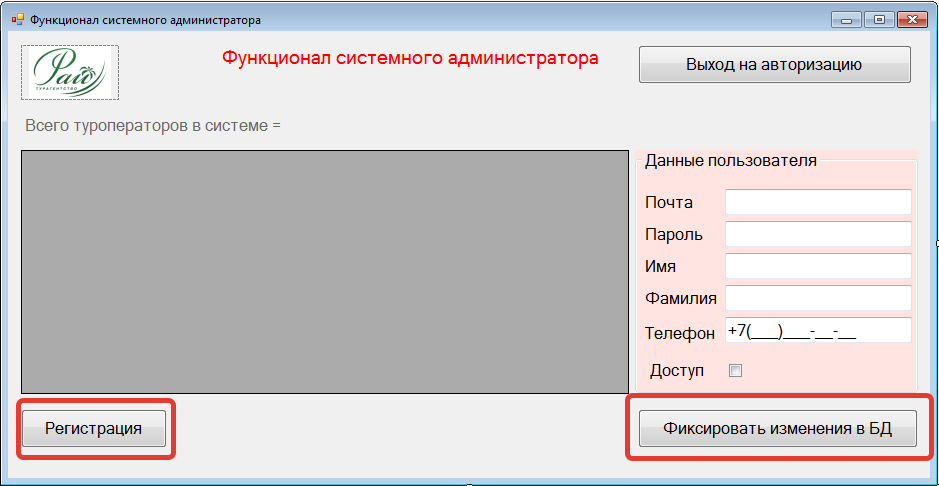 Функционал системного администратора
Рай
ТУРАГЕНТСТВО
Функционал системного администратора
Выход на авторизацию
Всего туроператоров в системе =
Данные пользователя
Почта
Пароль
Имя
Фамилия
Телефон +7(___)___-__-__
Доступ
Регистрация
Фиксировать изменения в БД